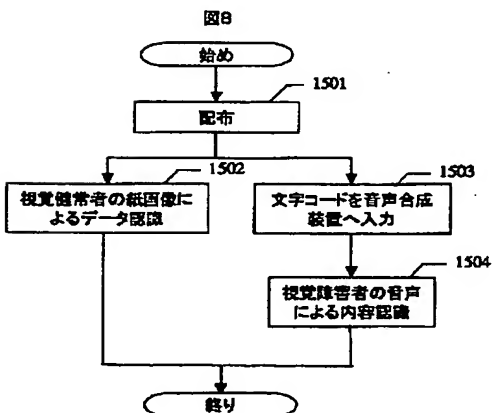 図8
始め
1501
配布
1502
視覚健常者の紙画像に
よるデータ認識
1503
文字コードを音声合成
装置へ入力
1504
視覚障害者の音声
による内容認識
終り